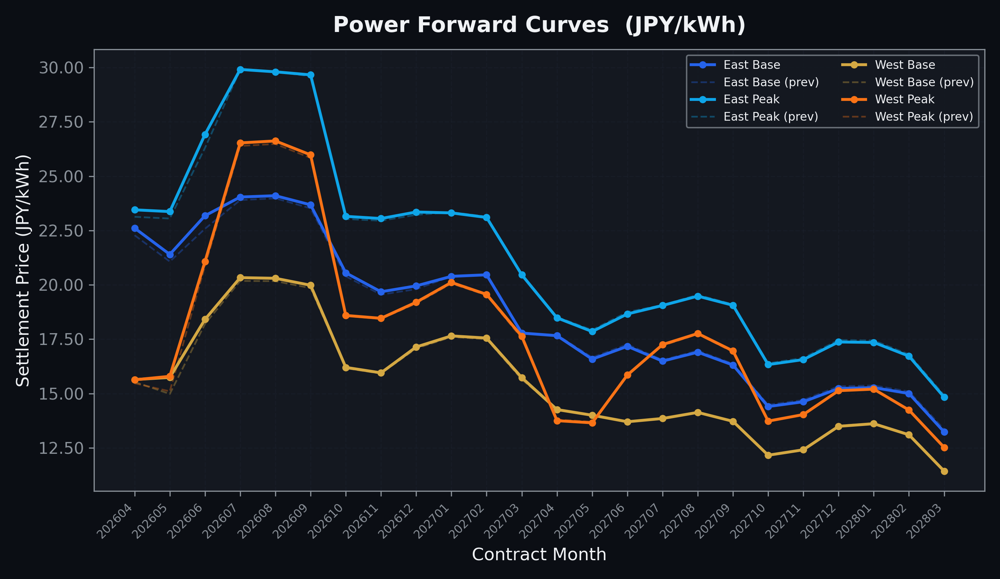 Power Forward Curves (JPY/kWh)
East Base
East Base (prev)
East Peak
East Peak (prev)
West Base
West Base (prev)
West Peak
West Peak (prev)
Settlement Price (JPY/kWh)
30.00
27.50
25.00
22.50
20.00
17.50
15.00
12.50
202604
202605
202606
202607
202608
202609
202610
202611
202612
202701
202702
202703
202704
202705
202706
202707
202708
202709
202710
202711
202712
202801
202802
202803
Contract Month